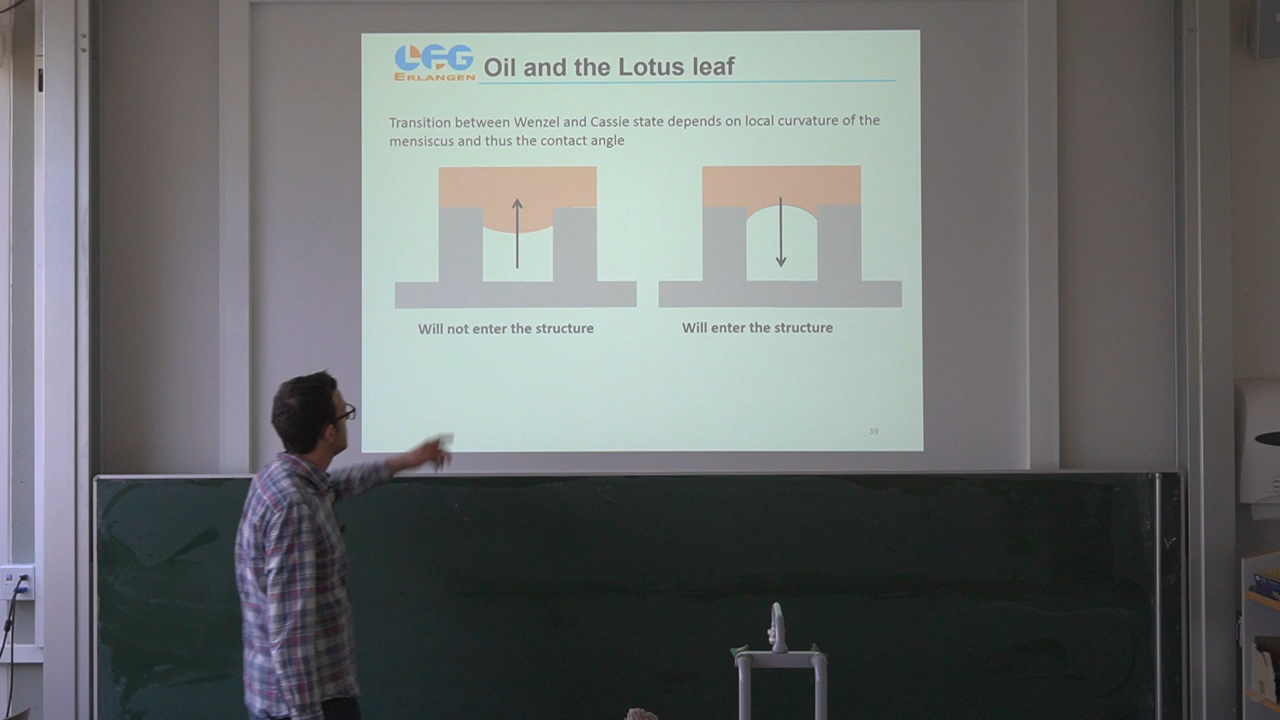 LFG
ERLANGEN
Oil and the Lotus leaf
Transition between Wenzel and Cassie state depends on local curvature of the
mensiscus and thus the contact angle
Will not enter the structure
Will enter the structure
39